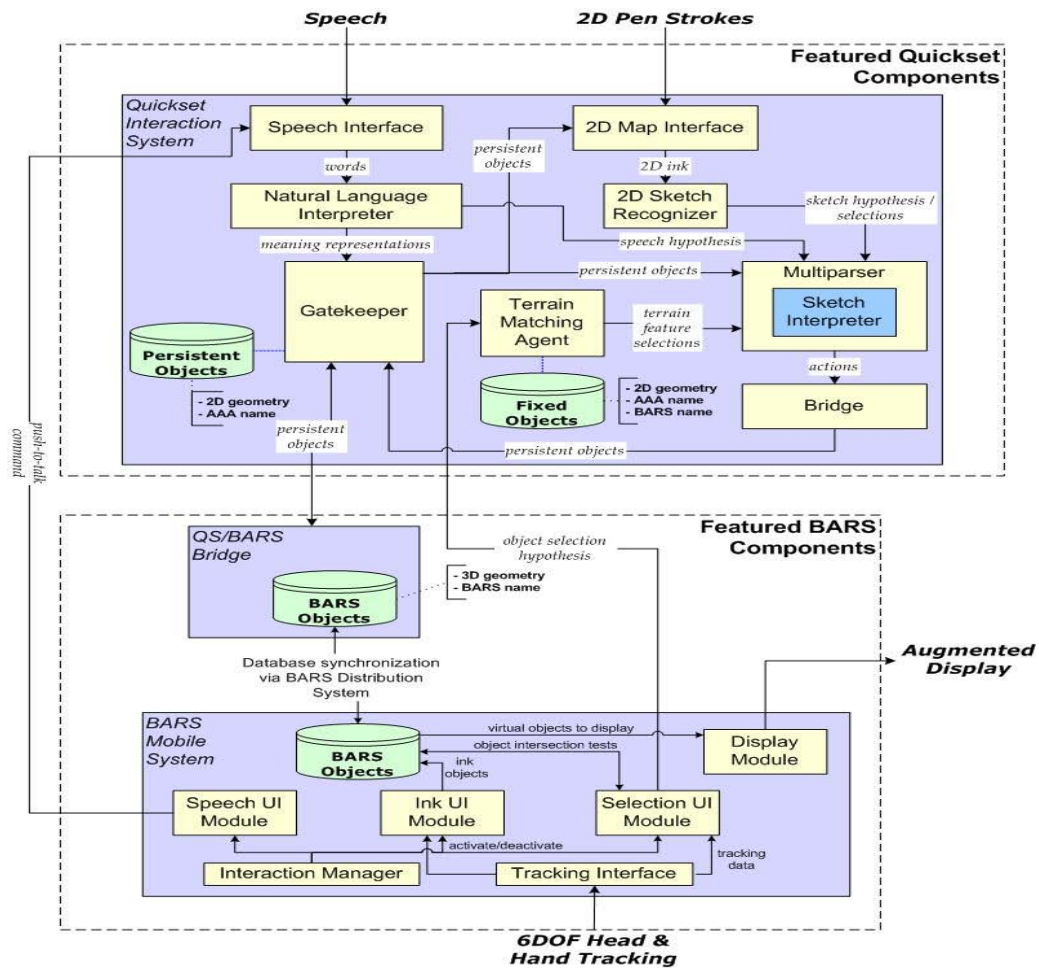 Speech
2D Pen Strokes
Featured Quickset
Components
Quickset
Interaction
System
Speech Interface
2D Map Interface
persistent
objects
words
2D ink
Natural Language
Interpreter
2D Sketch
Recognizer
sketch hypothesis /
selections
meaning representations
speech hypothesis
persistent objects
Multiparser
Sketch
Interpreter
Gatekeeper
Terrain
Matching
Agent
terrain
feature
selections
Persistent
Objects
- 2D geometry
- AAA name
actions
Fixed
Objects
- 2D geometry
- AAA name
- BARS name
Bridge
persistent
objects
persistent objects
push-to-talk
command
Featured BARS
Components
QS/BARS
Bridge
object selection
hypothesis
- 3D geometry
- BARS name
BARS
Objects
Augmented
Display
Database synchronization
via BARS Distribution
System
BARS
Mobile
System
virtual objects to display
BARS
Objects
object intersection tests
Display
Module
ink
objects
Speech UI
Module
Ink UI
Module
Selection UI
Module
activate/deactivate
tracking
data
Interaction Manager
Tracking Interface
6DOF Head &
Hand Tracking